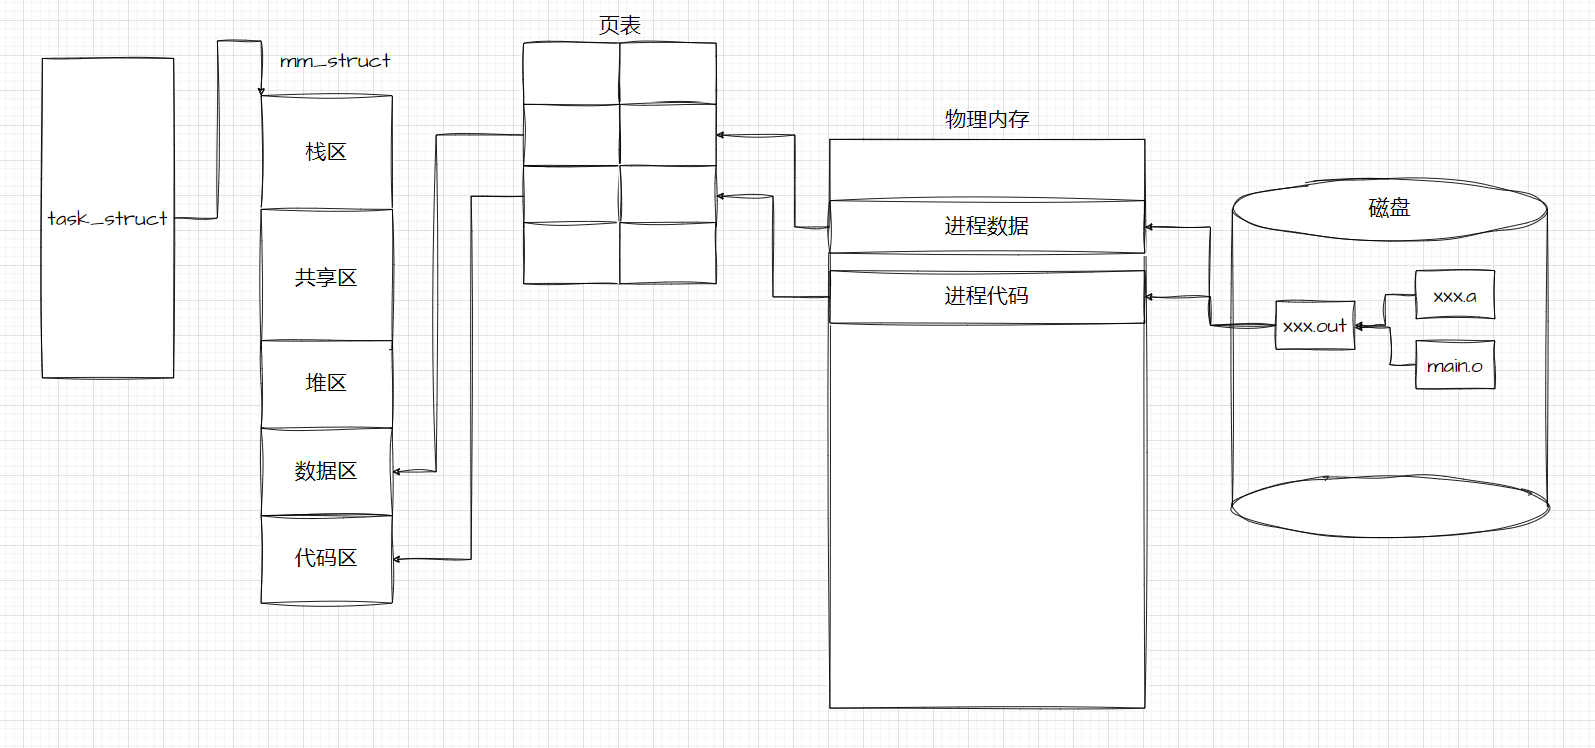 页表
mm_struct
物理内存
栈区
磁盘
task_struct
进程数据
共享区
进程代码
xxx.a
xxx.out
main.o
堆区
数据区
代码区